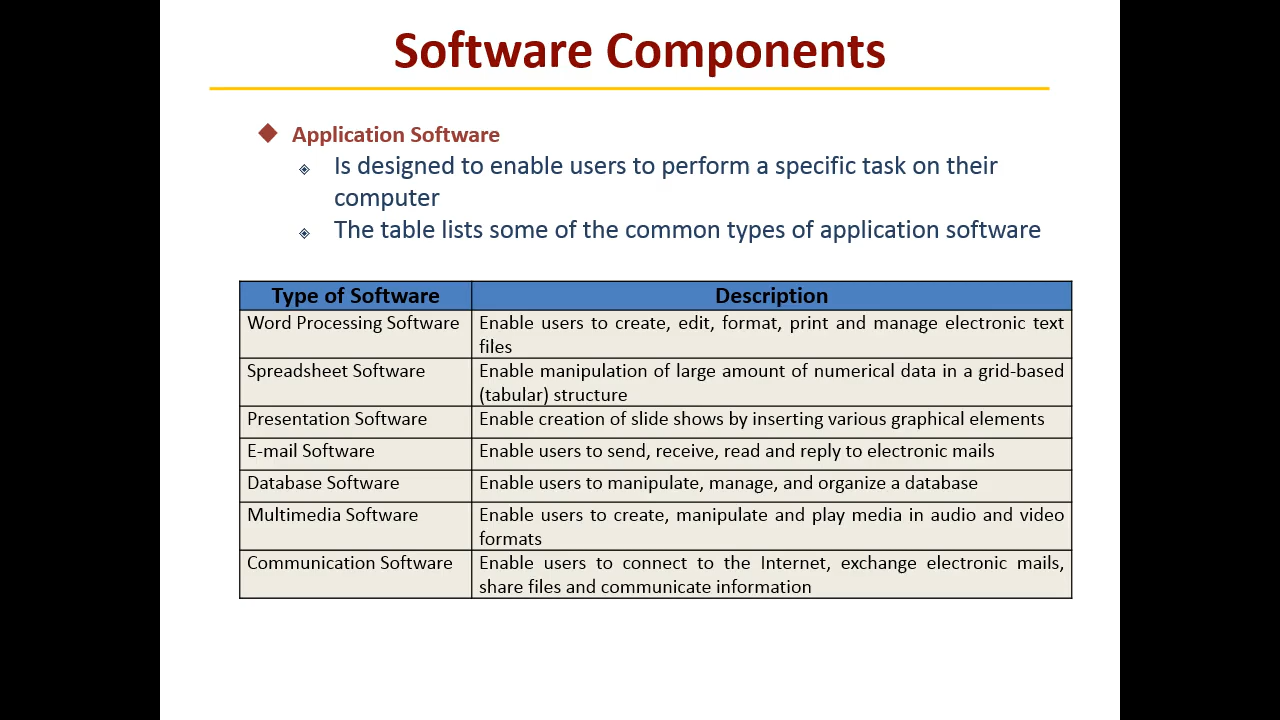 Software Components
Application Software
Is designed to enable users to perform a specific task on their
computer
The table lists some of the common types of application software
Type of Software Description
Word Processing Software Enable users to create, edit, format, print and manage electronic text
files
Spreadsheet Software Enable manipulation of large amount of numerical data in a grid-based
(tabular) structure
Presentation Software Enable creation of slide shows by inserting various graphical elements
E-mail Software Enable users to send, receive, read and reply to electronic mails
Database Software Enable users to manipulate, manage, and organize a database
Multimedia Software Enable users to create, manipulate and play media in audio and video
formats
Communication Software Enable users to connect to the Internet, exchange electronic mails,
share files and communicate information